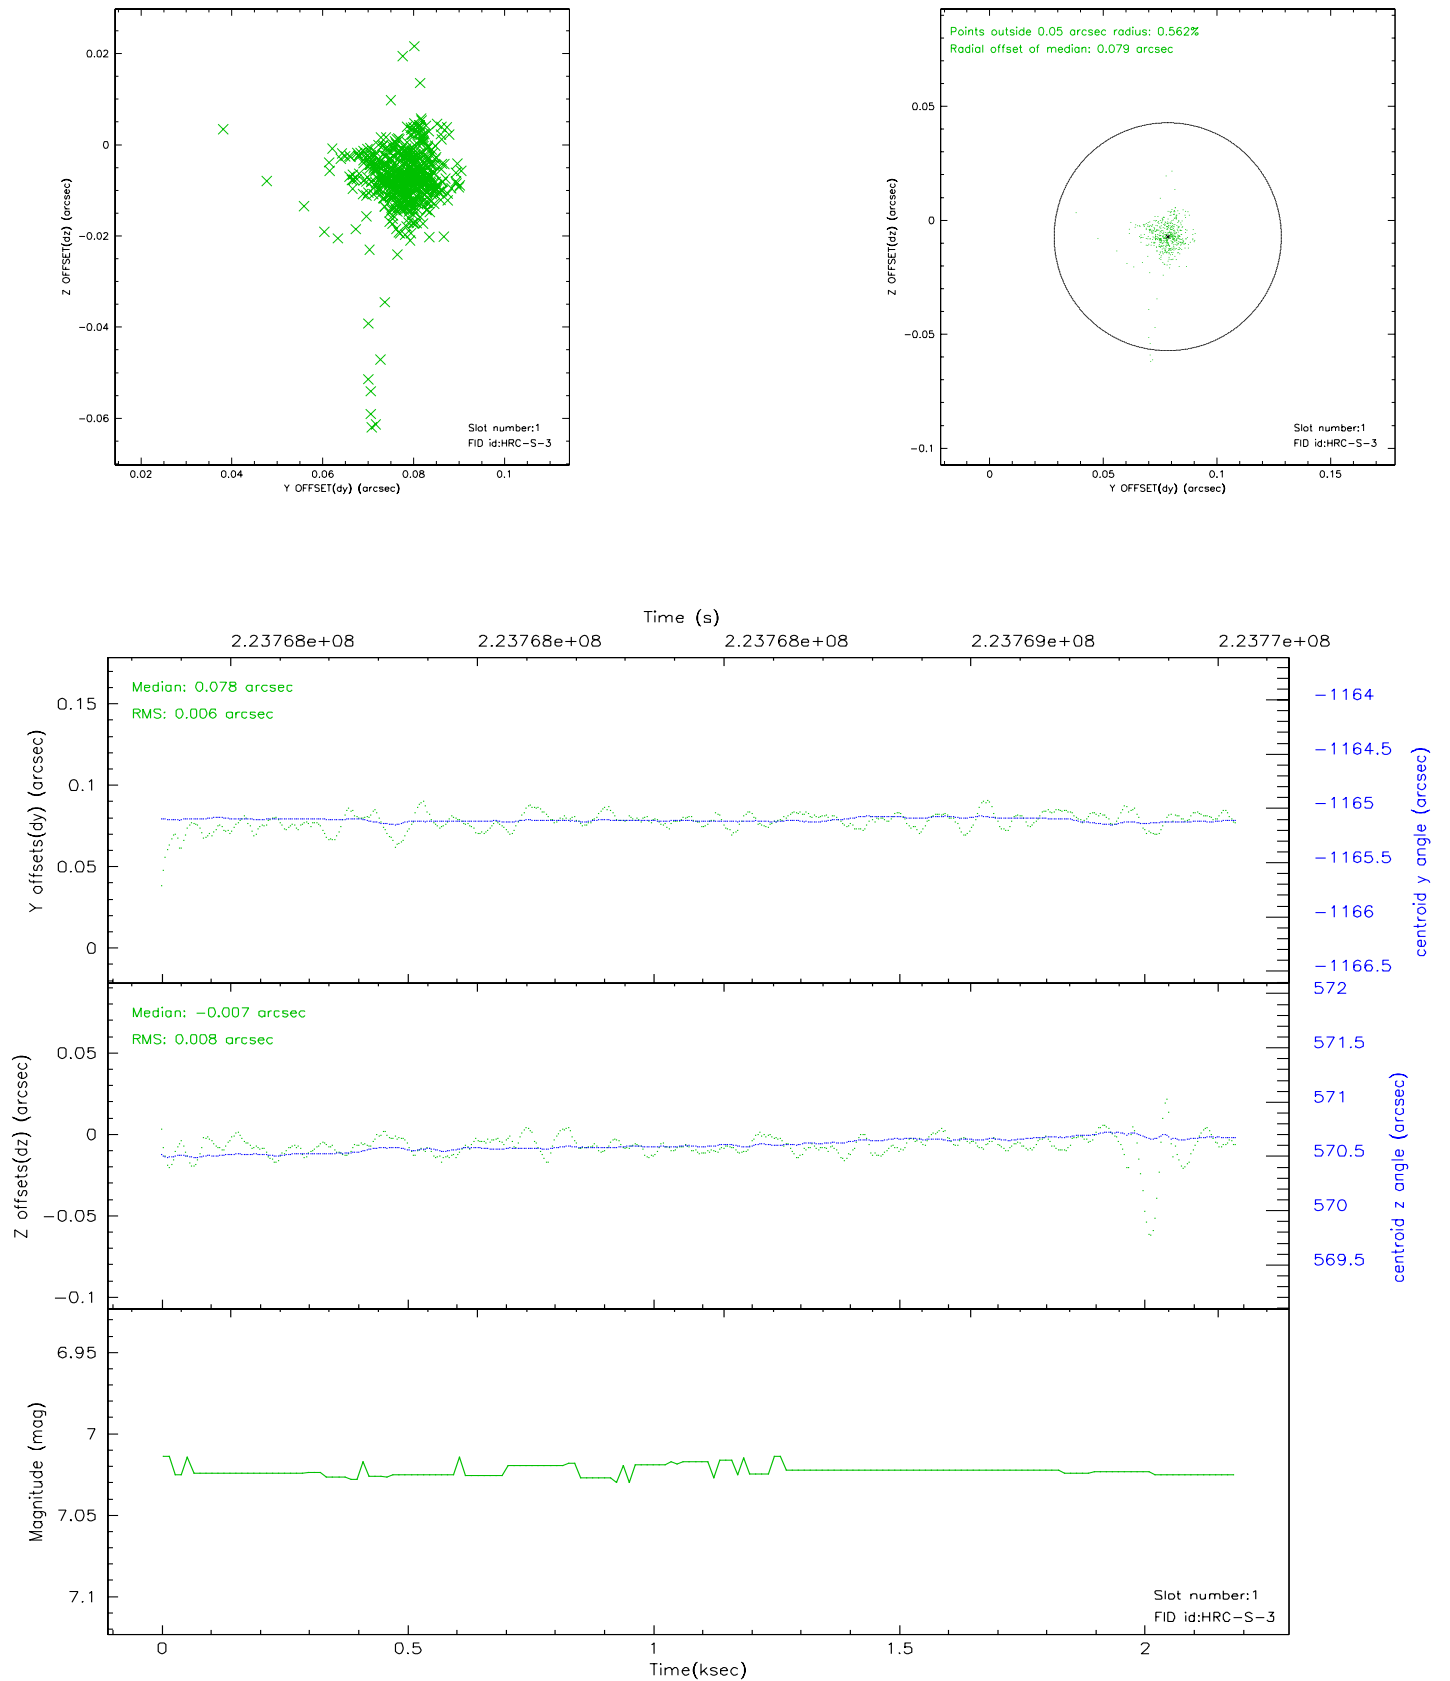 0.02
0
-0.02
-0.04
-0.06
Z OFFSET(dz) (arcsec)
Slot number:1
FID id:HRC-S-3
0.02
0.04
0.06
0.08
0.1
Y OFFSET(dy) (arcsec)
Points outside 0.05 arcsec radius: 0.562%
Radial offset of median: 0.079 arcsec
0.05
0
-0.05
-0.1
Z OFFSET(dz) (arcsec)
Slot number:1
FID id:HRC-S-3
0
0.05
0.1
0.15
Y OFFSET(dy) (arcsec)
Time (s)
2.23768e+08
2.23768e+08
2.23768e+08
2.23769e+08
2.2377e+08
Median: 0.078 arcsec
RMS: 0.006 arcsec
0.15
0.1
0.05
0
Y offsets(dy) (arcsec)
-1164
-1164.5
-1165
-1165.5
-1166
-1166.5
centroid y angle (arcsec)
Median: -0.007 arcsec
RMS: 0.008 arcsec
0.05
0
-0.05
-0.1
Z offsets(dz) (arcsec)
572
571.5
571
570.5
570
569.5
centroid z angle (arcsec)
6.95
7
7.05
7.1
Magnitude (mag)
Slot number:1
FID id:HRC-S-3
0
0.5
1
1.5
2
Time(ksec)